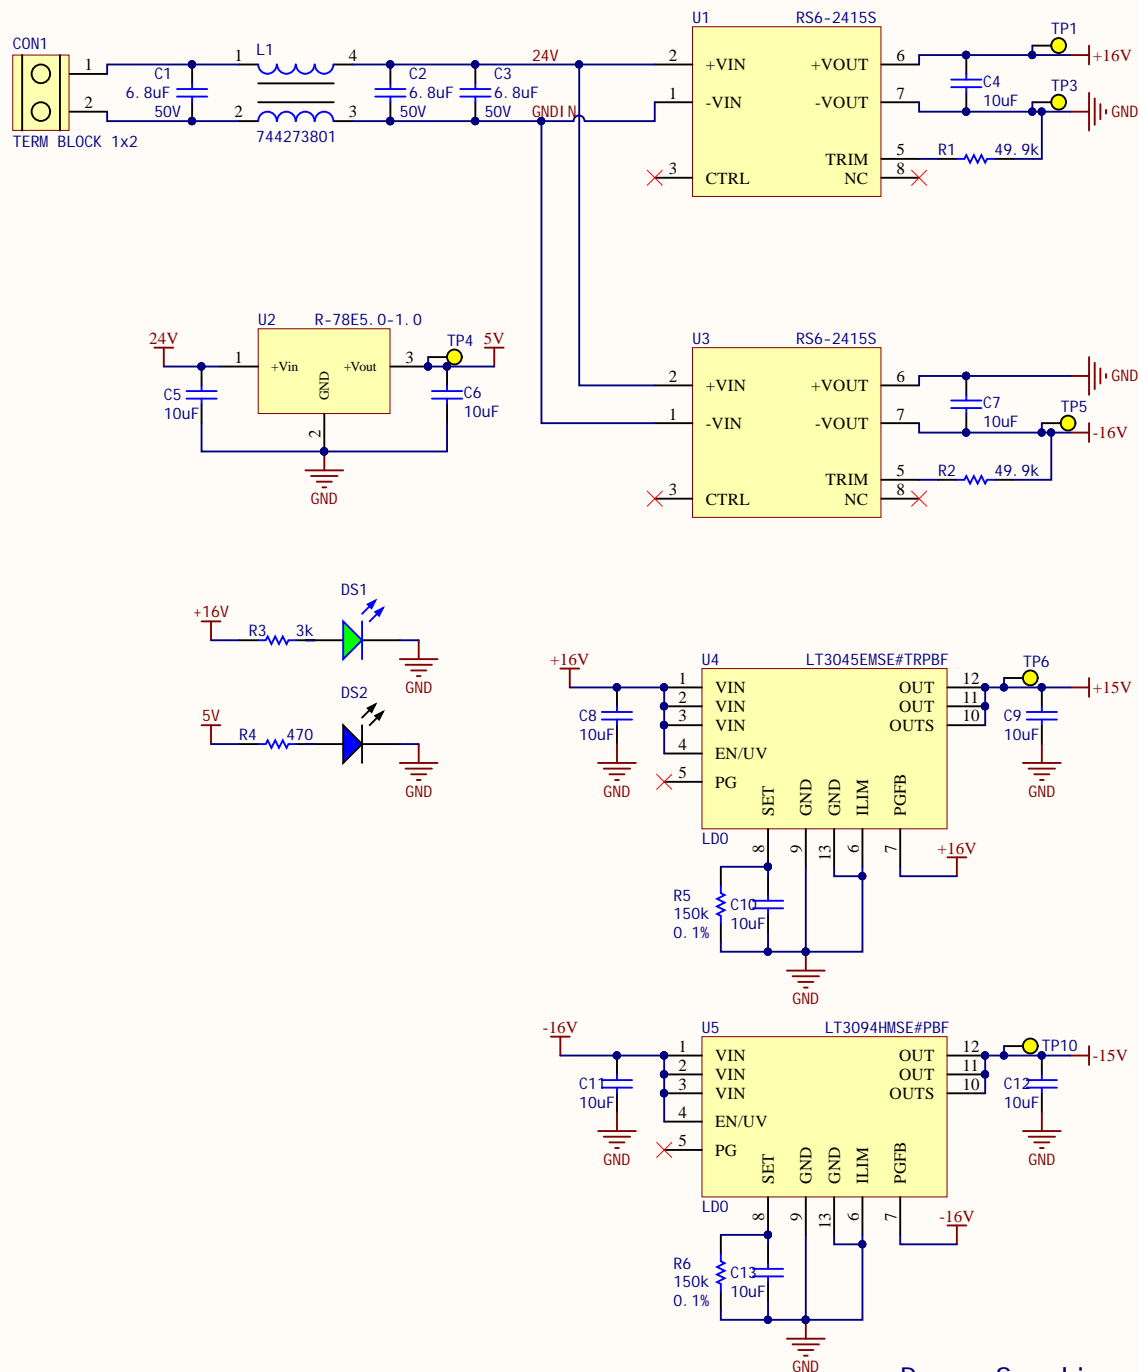 U1 RS6-2415S
CON1
1
2
TERM BLOCK 1x2
C1
6.8uF
50V
1 L1 4
2 3
744273801
C2
6.8uF
50V
C3
6.8uF
50V
24V
GNDIN
2 +VIN +VOUT 6
1 -VIN -VOUT 7
TRIM 5
3 CTRL NC 8
TP1
+16V
C4
10uF
TP3
GND
R1 49.9k
U2 R-78E5.0-1.0
24V
C5
10uF
1 +Vin +Vout 3
GND
2
GND
TP4
5V
C6
10uF
U3 RS6-2415S
2 +VIN +VOUT 6
1 -VIN -VOUT 7
TRIM 5
3 CTRL NC 8
GND
C7
10uF
TP5
-16V
R2 49.9k
DS1
+16V
R3 3k
GND
DS2
5V
R4 470
GND
U4 LT3045EMSE#TRPBF
+16V
C8
10uF
GND
1 VIN OUT 12
2 VIN OUT 11
3 VIN OUTS 10
4 EN/UV
5 PG
SET GND GND ILIM PGFB
LDO
8 9 13 6 7
TP6
+15V
C9
10uF
GND
+16V
R5
150k
0.1%
C10
10uF
GND
U5 LT3094HMSE#PBF
-16V
C11
10uF
GND
1 VIN OUT 12
2 VIN OUT 11
3 VIN OUTS 10
4 EN/UV
5 PG
SET GND GND ILIM PGFB
LDO
8 9 13 6 7
TP10
-15V
C12
10uF
GND
-16V
R6
150k
0.1%
C13
10uF
GND